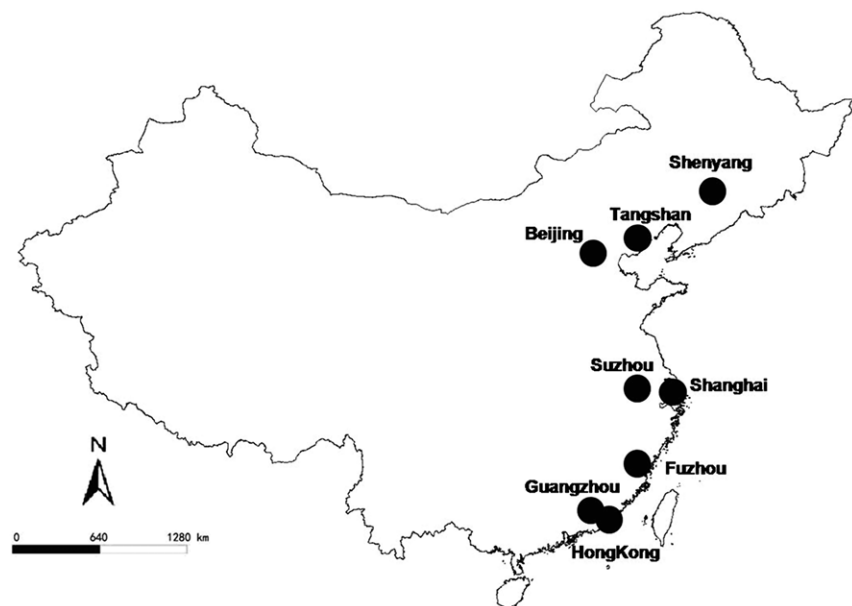 Shenyang
Tangshan
Beijing
Suzhou
Shanghai
Fuzhou
Guangzhou
HongKong
N
0 640 1280 km